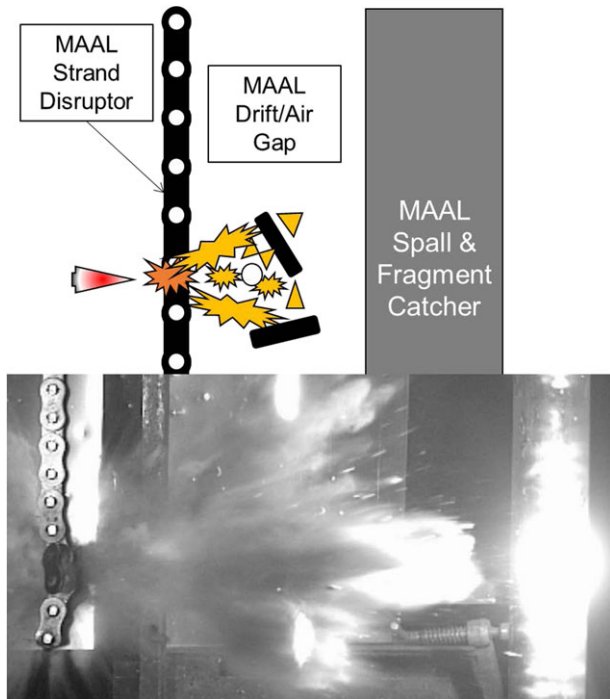 MAAL
Strand
Disruptor
MAAL
Drift/Air
Gap
MAAL
Spall &
Fragment
Catcher